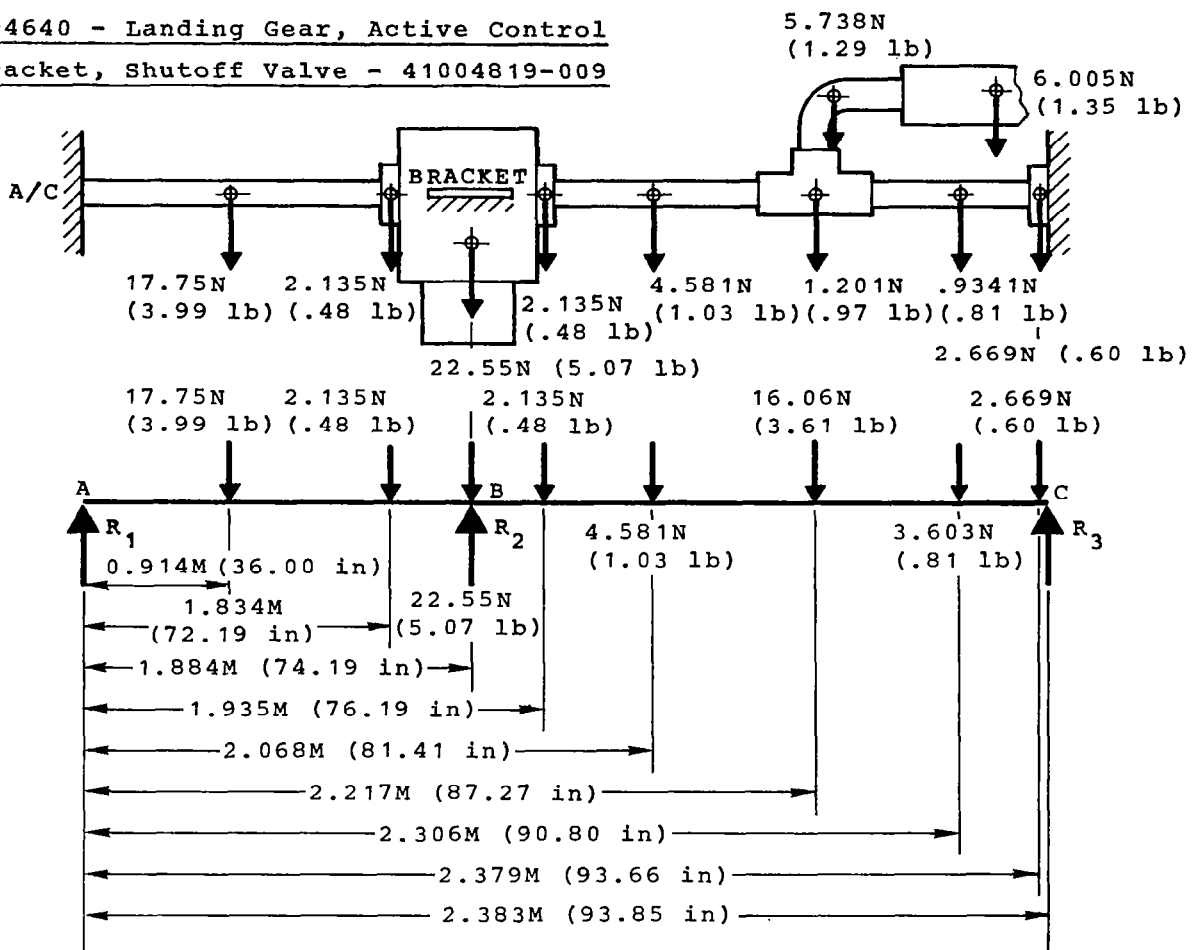 4640 - Landing Gear, Active Control
acket, Shutoff Valve - 41004819-009
5.738N
(1.29 lb)
6.005N
(1.35 lb)
A/C
BRACKET
17.75N
(3.99 lb)
2.135N
(.48 lb)
2.135N
(.48 lb)
4.581N
(1.03 lb)
1.201N
(.97 lb)
.9341N
(.81 lb)
22.55N (5.07 lb)
2.669N (.60 lb)
17.75N
(3.99 lb)
2.135N
(.48 lb)
2.135N
(.48 lb)
16.06N
(3.61 lb)
2.669N
(.60 lb)
A
B
C
R1
R2
R3
4.581N
(1.03 lb)
3.603N
(.81 lb)
0.914M (36.00 in)
1.834M
(72.19 in)
22.55N
(5.07 lb)
1.884M (74.19 in)
1.935M (76.19 in)
2.068M (81.41 in)
2.217M (87.27 in)
2.306M (90.80 in)
2.379M (93.66 in)
2.383M (93.85 in)